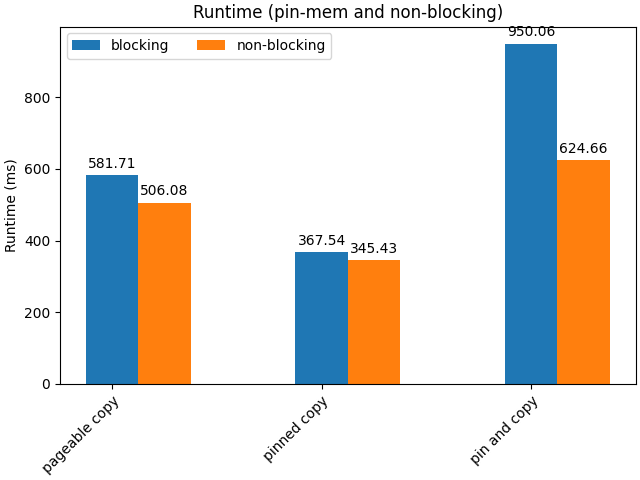 Runtime (pin-mem and non-blocking)
blocking
non-blocking
950.06
624.66
581.71
506.08
367.54
345.43
Runtime (ms)
800
600
400
200
0
pageable copy
pinned copy
pin and copy